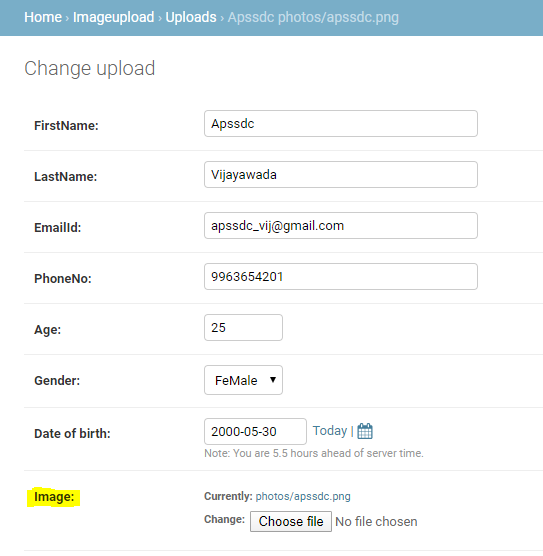 Home › Imageupload › Uploads › Apssdc photos/apssdc.png
Change upload
FirstName: Apssdc
LastName: Vijayawada
EmailId: apssdc_vij@gmail.com
PhoneNo: 9963654201
Age: 25
Gender: FeMale
Date of birth: 2000-05-30 Today |
Note: You are 5.5 hours ahead of server time.
Image: Currently: photos/apssdc.png
Change: Choose file No file chosen